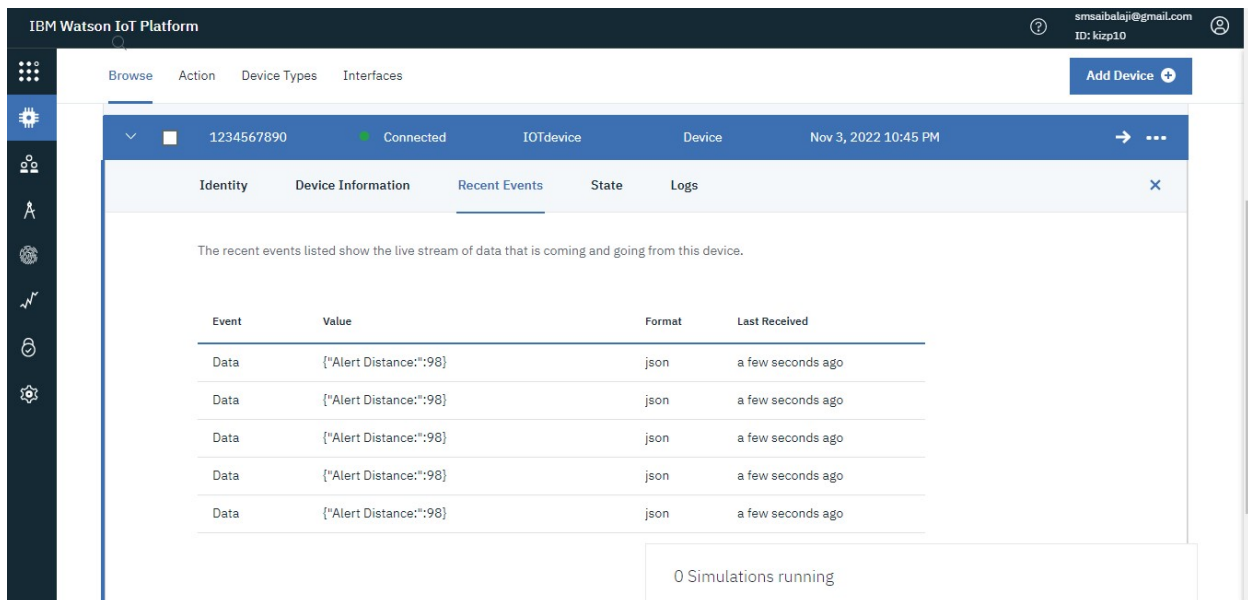 IBM Watson IoT Platform
smsaibalaji@gmail.com
ID: kizp10
Browse Action Device Types Interfaces
Add Device
1234567890 Connected IOTdevice Device Nov 3, 2022 10:45 PM
Identity Device Information Recent Events State Logs
The recent events listed show the live stream of data that is coming and going from this device.
Event Value Format Last Received
Data {"Alert Distance:":98} json a few seconds ago
Data {"Alert Distance:":98} json a few seconds ago
Data {"Alert Distance:":98} json a few seconds ago
Data {"Alert Distance:":98} json a few seconds ago
Data {"Alert Distance:":98} json a few seconds ago
0 Simulations running